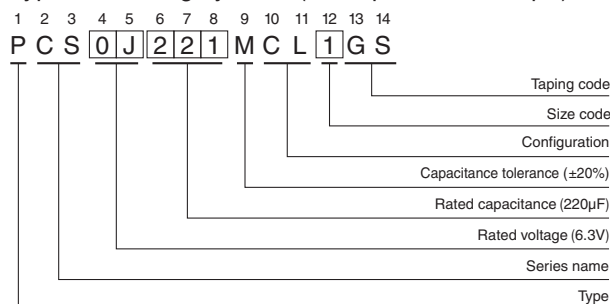 1 2 3 4 5 6 7 8 9 10 11 12 13 14
P C S 0 J 2 2 1 M C L 1 G S
Taping code
Size code
Configuration
Capacitance tolerance (±20%)
Rated capacitance (220µF)
Rated voltage (6.3V)
Series name
Type